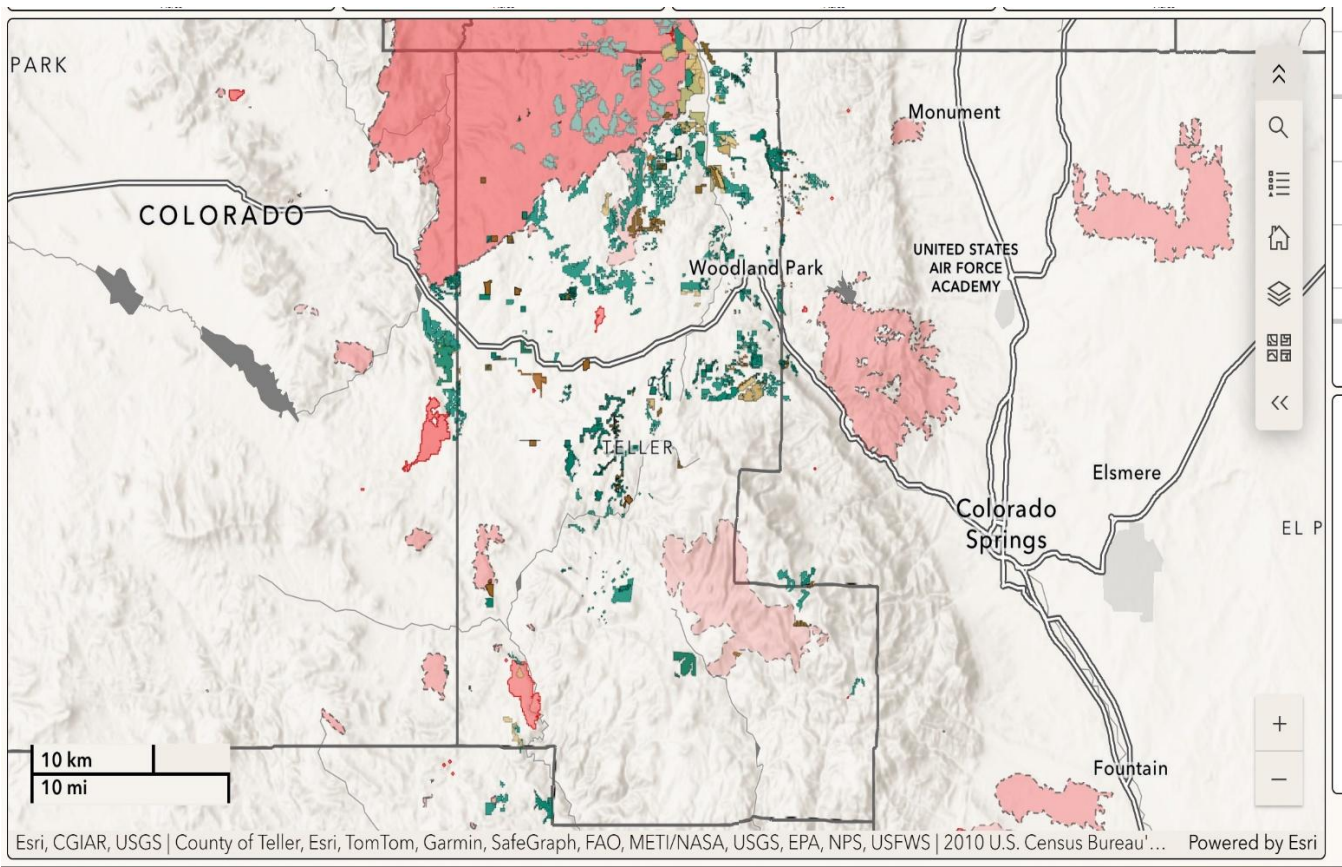 PARK
Monument
COLORADO
UNITED STATES
AIR FORCE
ACADEMY
Woodland Park
TELLER
Elsmere
Colorado
Springs
EL P
10 km
10 mi
Fountain
Esri, CGIAR, USGS | County of Teller, Esri, TomTom, Garmin, SafeGraph, FAO, METI/NASA, USGS, EPA, NPS, USFWS | 2010 U.S. Census Bureau'... Powered by Esri